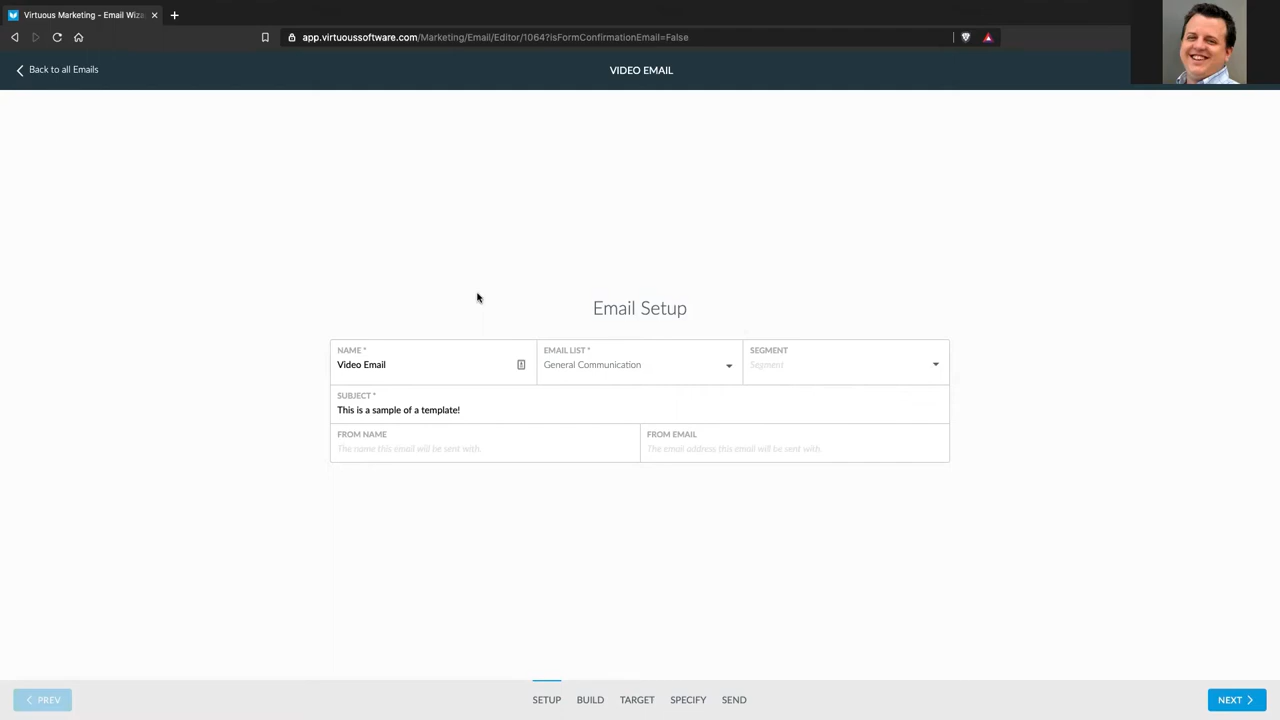 Virtuous Marketing - Email Wiza
app.virtuoussoftware.com/Marketing/Email/Editor/1064?isFormConfirmationEmail=False
Back to all Emails
VIDEO EMAIL
Email Setup
NAME *
Video Email
EMAIL LIST *
General Communication
SEGMENT
Segment
SUBJECT *
This is a sample of a template!
FROM NAME
The name this email will be sent with.
FROM EMAIL
The email address this email will be sent with.
PREV
SETUP
BUILD
TARGET
SPECIFY
SEND
NEXT